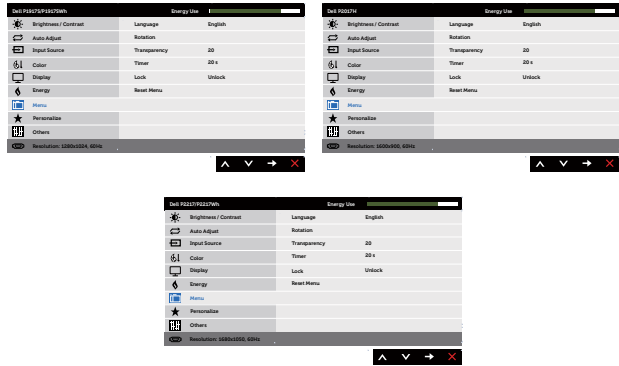 Dell P1917S/P1917SWh Energy Use
Brightness / Contrast Language English
Auto Adjust Rotation
Input Source Transparency 20
Color Timer 20 s
Display Lock Unlock
Energy Reset Menu
Menu
Personalize
Others
Resolution: 1280x1024, 60Hz
Dell P2017H Energy Use
Brightness / Contrast Language English
Auto Adjust Rotation
Input Source Transparency 20
Color Timer 20 s
Display Lock Unlock
Energy Reset Menu
Menu
Personalize
Others
Resolution: 1600x900, 60Hz
Dell P2217/P2217Wh Energy Use
Brightness / Contrast Language English
Auto Adjust Rotation
Input Source Transparency 20
Color Timer 20 s
Display Lock Unlock
Energy Reset Menu
Menu
Personalize
Others
Resolution: 1680x1050, 60Hz